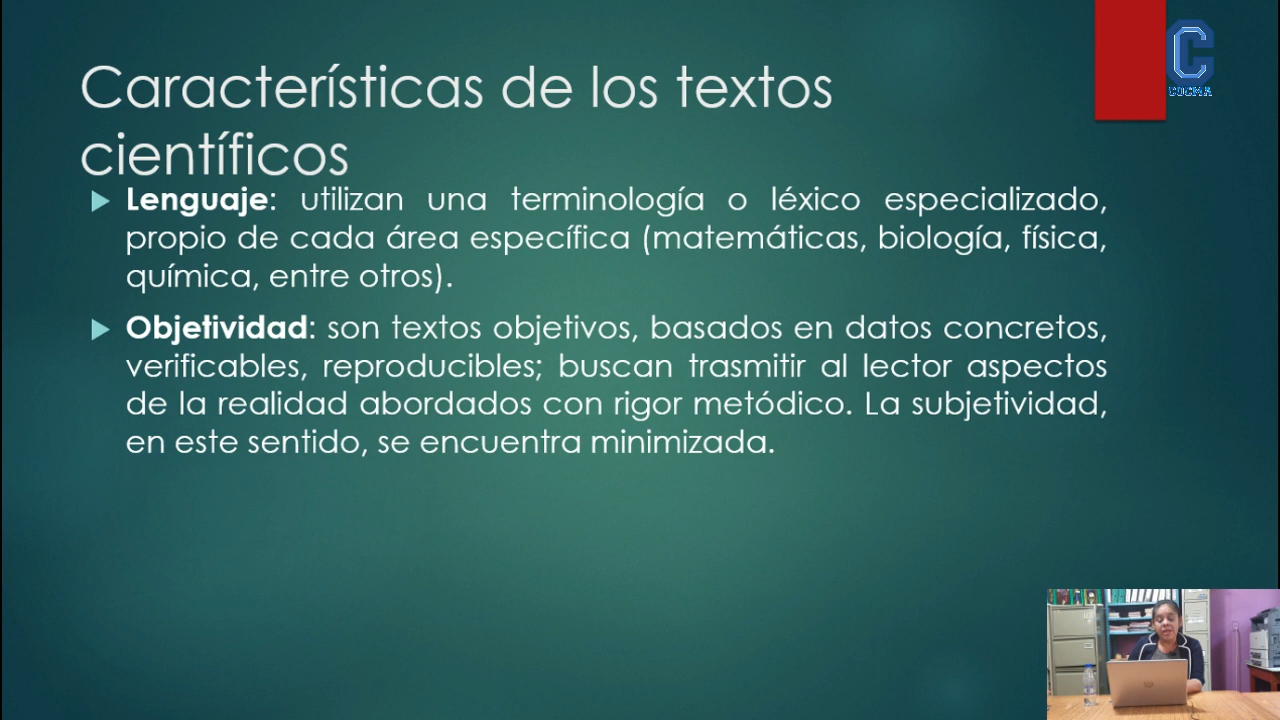 Características de los textos
científicos
Lenguaje: utilizan una terminología o léxico especializado,
propio de cada área específica (matemáticas, biología, física,
química, entre otros).
Objetividad: son textos objetivos, basados en datos concretos,
verificables, reproducibles; buscan trasmitir al lector aspectos
de la realidad abordados con rigor metódico. La subjetividad,
en este sentido, se encuentra minimizada.
C
COCMA